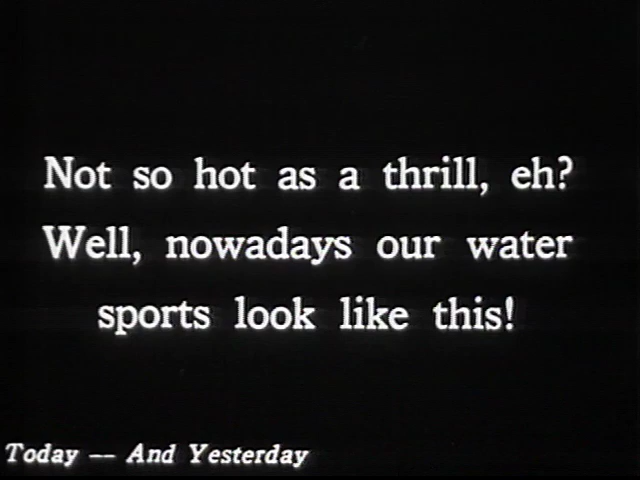 Not so hot as a thrill, eh?
Well, nowadays our water
sports look like this!
Today -- And Yesterday